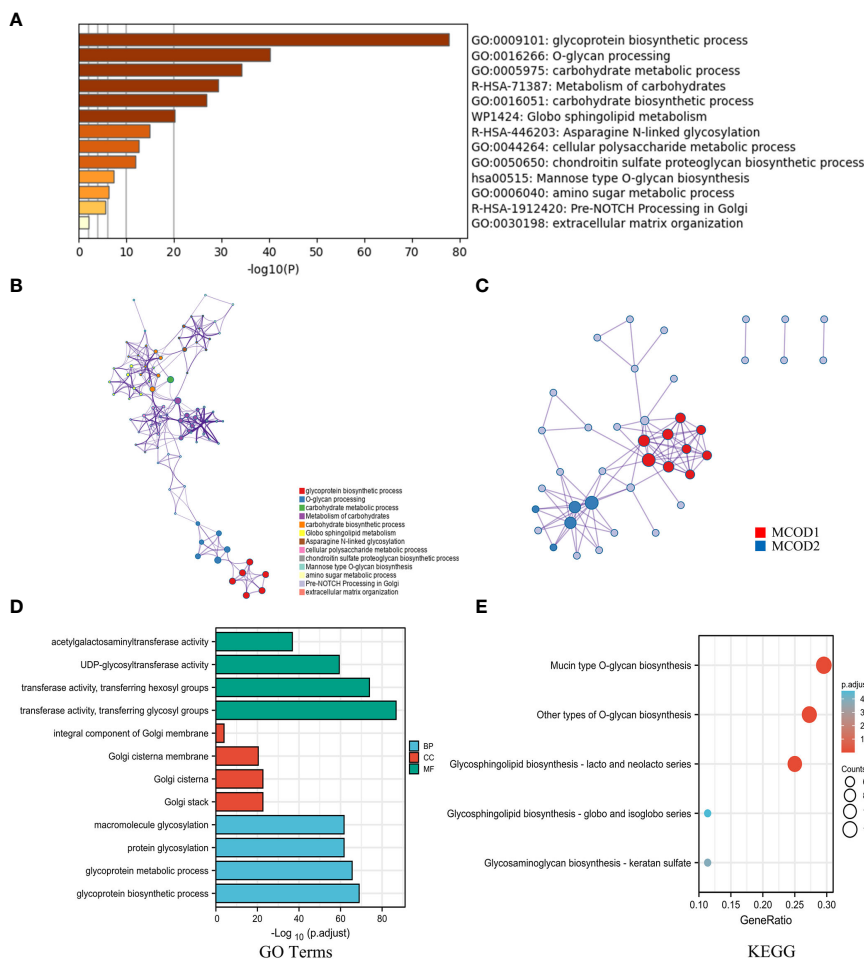 A
GO:0009101: glycoprotein biosynthetic process
GO:0016266: O-glycan processing
GO:0005975: carbohydrate metabolic process
R-HSA-71387: Metabolism of carbohydrates
GO:0016051: carbohydrate biosynthetic process
WP1424: Globo sphingolipid metabolism
R-HSA-446203: Asparagine N-linked glycosylation
GO:0044264: cellular polysaccharide metabolic process
GO:0050650: chondroitin sulfate proteoglycan biosynthetic process
hsa00515: Mannose type O-glycan biosynthesis
GO:0006040: amino sugar metabolic process
R-HSA-1912420: Pre-NOTCH Processing in Golgi
GO:0030198: extracellular matrix organization
0 10 20 30 40 50 60 70 80
-log10(P)
B
glycoprotein biosynthetic process
O-glycan processing
carbohydrate metabolic process
Metabolism of carbohydrates
carbohydrate biosynthetic process
Globo sphingolipid metabolism
Asparagine N-linked glycosylation
cellular polysaccharide metabolic process
chondroitin sulfate proteoglycan biosynthetic process
Mannose type O-glycan biosynthesis
amino sugar metabolic process
Pre-NOTCH Processing in Golgi
extracellular matrix organization
C
MCOD1
MCOD2
D
acetylgalactosaminyltransferase activity
UDP-glycosyltransferase activity
transferase activity, transferring hexosyl groups
transferase activity, transferring glycosyl groups
integral component of Golgi membrane
Golgi cisterna membrane
Golgi cisterna
Golgi stack
macromolecule glycosylation
protein glycosylation
glycoprotein metabolic process
glycoprotein biosynthetic process
BP
CC
MF
0 20 40 60 80
-Log 10 (p.adjust)
GO Terms
E
Mucin type O-glycan biosynthesis
Other types of O-glycan biosynthesis
Glycosphingolipid biosynthesis - lacto and neolacto series
Glycosphingolipid biosynthesis - globo and isoglobo series
Glycosaminoglycan biosynthesis - keratan sulfate
p.adjust
4
3
2
1
Counts
0.10 0.15 0.20 0.25 0.30
GeneRatio
KEGG